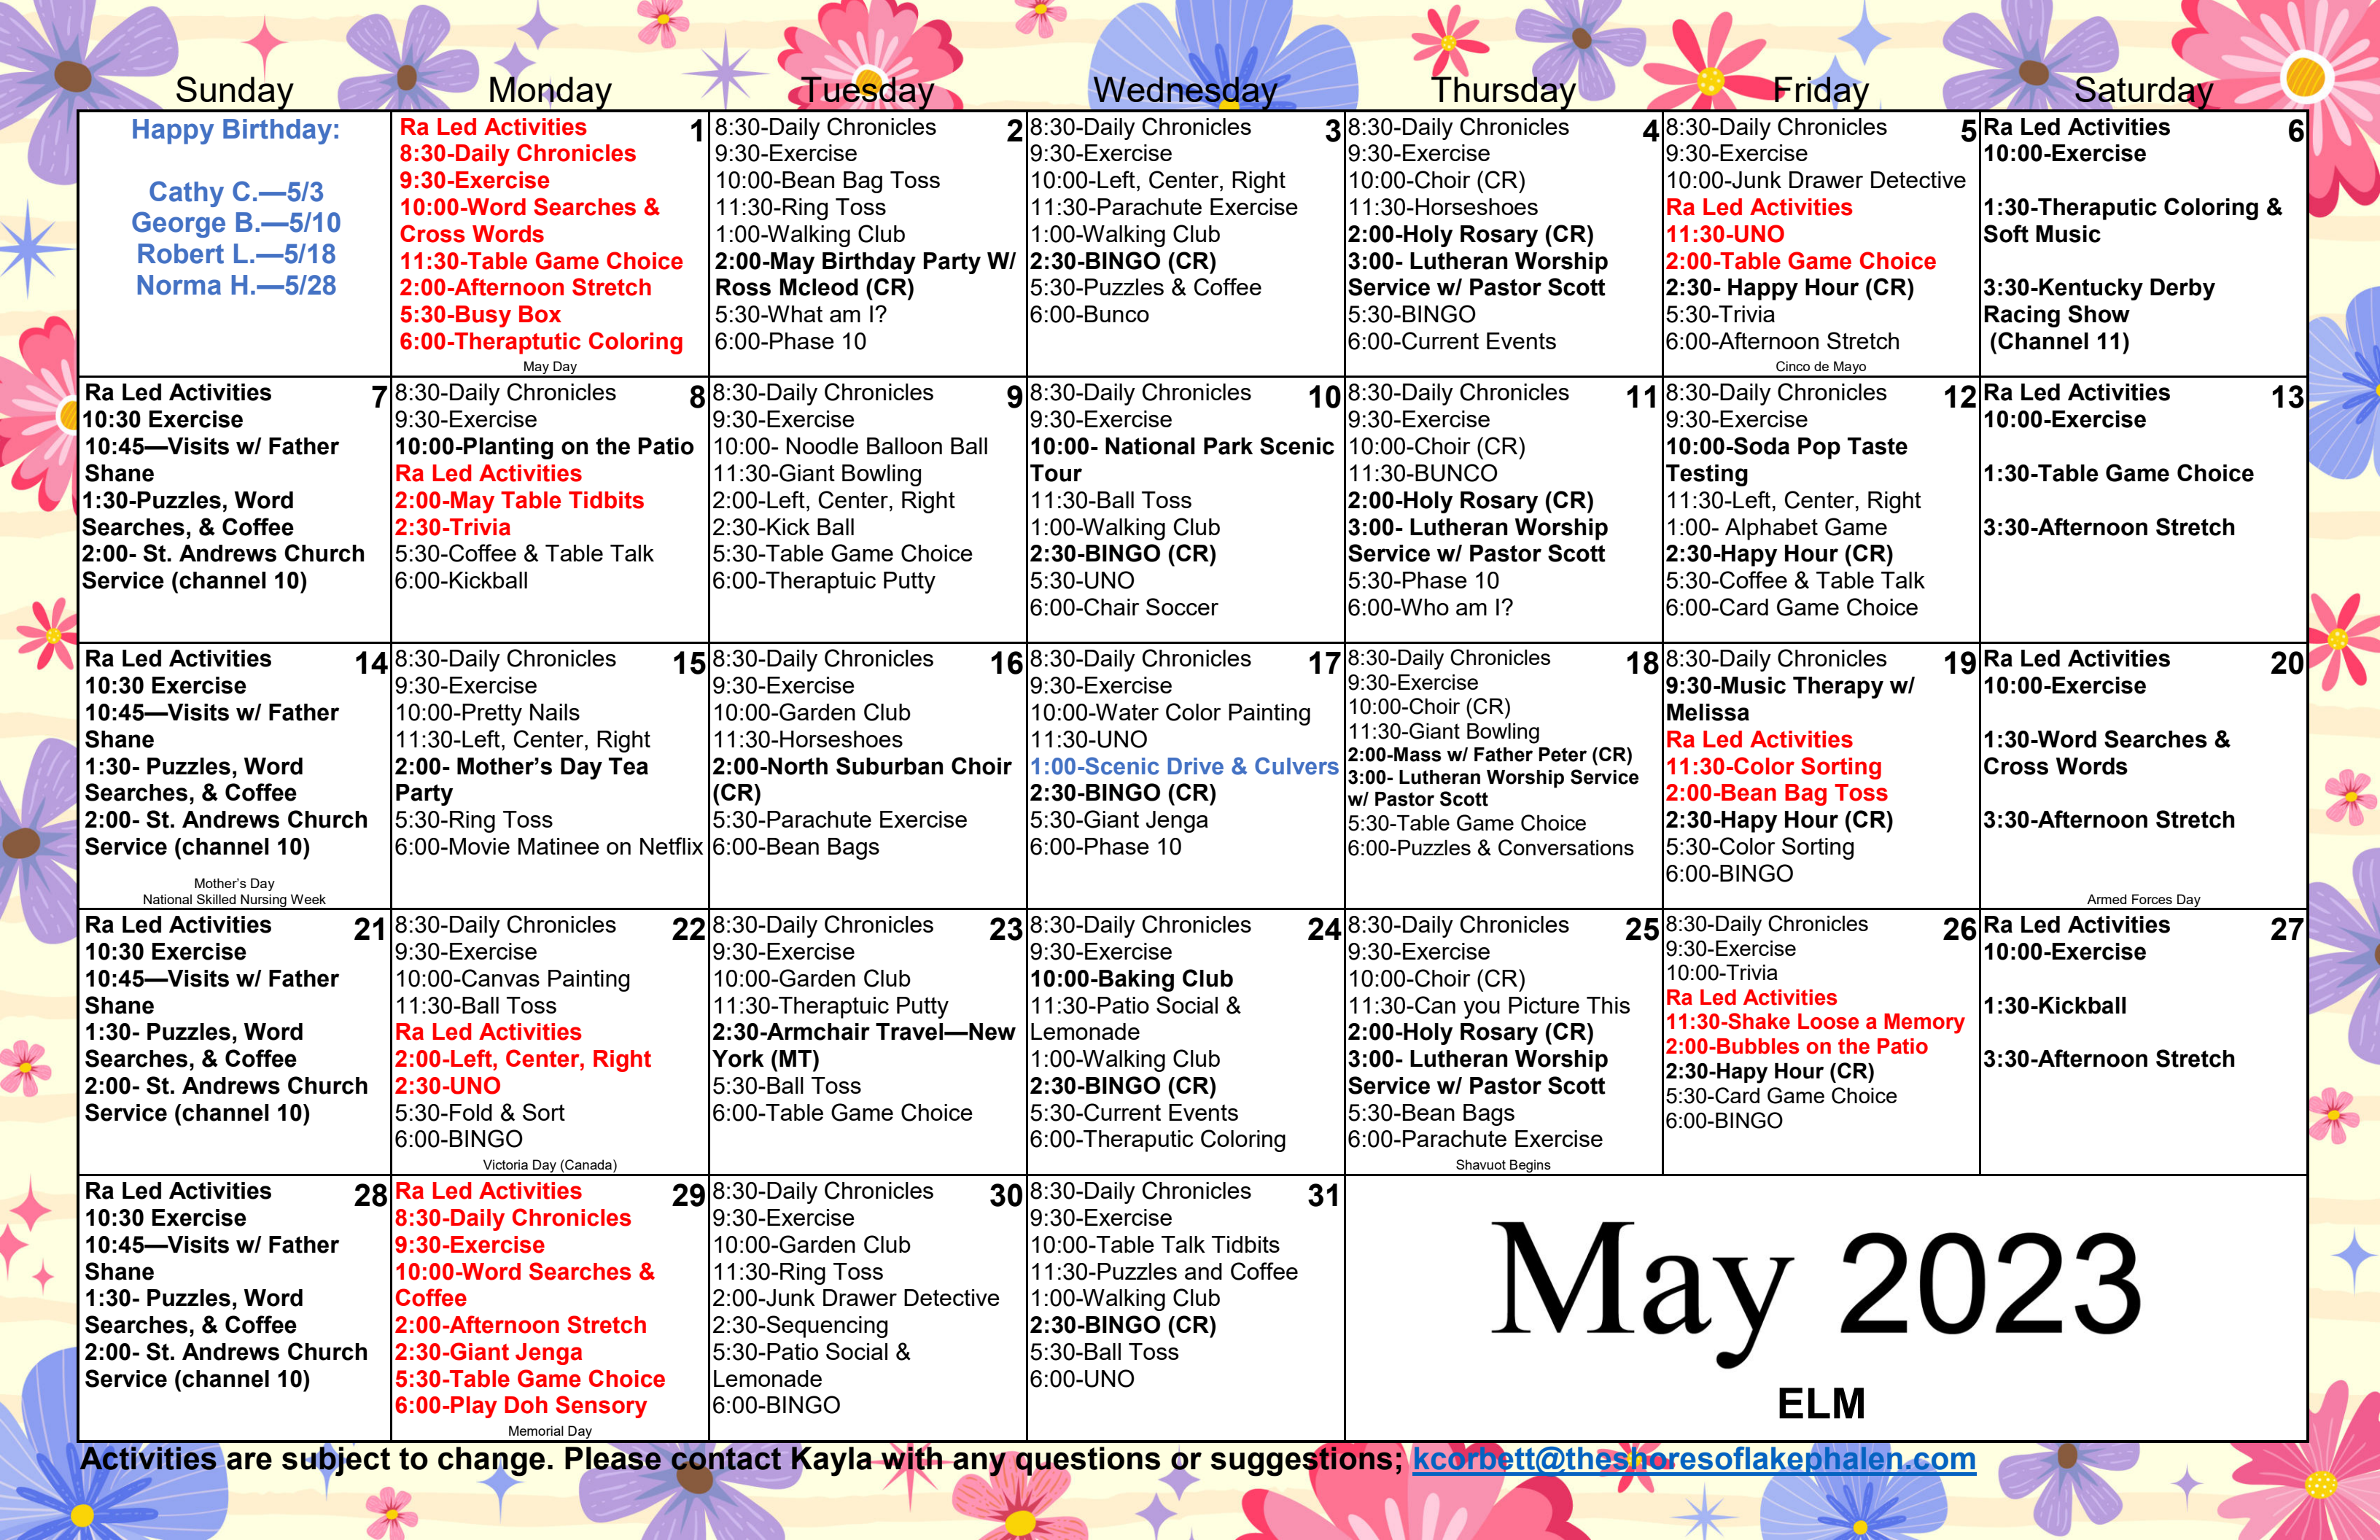 Sunday Monday Tuesday Wednesday Thursday Friday Saturday
Happy Birthday:
Cathy C.—5/3
George B.—5/10
Robert L.—5/18
Norma H.—5/28
1
Ra Led Activities
8:30-Daily Chronicles
9:30-Exercise
10:00-Word Searches &
Cross Words
11:30-Table Game Choice
2:00-Afternoon Stretch
5:30-Busy Box
6:00-Theraptutic Coloring
May Day
2
8:30-Daily Chronicles
9:30-Exercise
10:00-Bean Bag Toss
11:30-Ring Toss
1:00-Walking Club
2:00-May Birthday Party W/
Ross Mcleod (CR)
5:30-What am I?
6:00-Phase 10
3
8:30-Daily Chronicles
9:30-Exercise
10:00-Left, Center, Right
11:30-Parachute Exercise
1:00-Walking Club
2:30-BINGO (CR)
5:30-Puzzles & Coffee
6:00-Bunco
4
8:30-Daily Chronicles
9:30-Exercise
10:00-Choir (CR)
11:30-Horseshoes
2:00-Holy Rosary (CR)
3:00- Lutheran Worship
Service w/ Pastor Scott
5:30-BINGO
6:00-Current Events
5
8:30-Daily Chronicles
9:30-Exercise
10:00-Junk Drawer Detective
Ra Led Activities
11:30-UNO
2:00-Table Game Choice
2:30- Happy Hour (CR)
5:30-Trivia
6:00-Afternoon Stretch
Cinco de Mayo
6
Ra Led Activities
10:00-Exercise
1:30-Theraputic Coloring &
Soft Music
3:30-Kentucky Derby
Racing Show
(Channel 11)
7
Ra Led Activities
10:30 Exercise
10:45—Visits w/ Father
Shane
1:30-Puzzles, Word
Searches, & Coffee
2:00- St. Andrews Church
Service (channel 10)
8
8:30-Daily Chronicles
9:30-Exercise
10:00-Planting on the Patio
Ra Led Activities
2:00-May Table Tidbits
2:30-Trivia
5:30-Coffee & Table Talk
6:00-Kickball
9
8:30-Daily Chronicles
9:30-Exercise
10:00- Noodle Balloon Ball
11:30-Giant Bowling
2:00-Left, Center, Right
2:30-Kick Ball
5:30-Table Game Choice
6:00-Theraptuic Putty
10
8:30-Daily Chronicles
9:30-Exercise
10:00- National Park Scenic
Tour
11:30-Ball Toss
1:00-Walking Club
2:30-BINGO (CR)
5:30-UNO
6:00-Chair Soccer
11
8:30-Daily Chronicles
9:30-Exercise
10:00-Choir (CR)
11:30-BUNCO
2:00-Holy Rosary (CR)
3:00- Lutheran Worship
Service w/ Pastor Scott
5:30-Phase 10
6:00-Who am I?
12
8:30-Daily Chronicles
9:30-Exercise
10:00-Soda Pop Taste
Testing
11:30-Left, Center, Right
1:00- Alphabet Game
2:30-Hapy Hour (CR)
5:30-Coffee & Table Talk
6:00-Card Game Choice
13
Ra Led Activities
10:00-Exercise
1:30-Table Game Choice
3:30-Afternoon Stretch
14
Ra Led Activities
10:30 Exercise
10:45—Visits w/ Father
Shane
1:30- Puzzles, Word
Searches, & Coffee
2:00- St. Andrews Church
Service (channel 10)
Mother's Day
National Skilled Nursing Week
15
8:30-Daily Chronicles
9:30-Exercise
10:00-Pretty Nails
11:30-Left, Center, Right
2:00- Mother's Day Tea
Party
5:30-Ring Toss
6:00-Movie Matinee on Netflix
16
8:30-Daily Chronicles
9:30-Exercise
10:00-Garden Club
11:30-Horseshoes
2:00-North Suburban Choir
(CR)
5:30-Parachute Exercise
6:00-Bean Bags
17
8:30-Daily Chronicles
9:30-Exercise
10:00-Water Color Painting
11:30-UNO
1:00-Scenic Drive & Culvers
2:30-BINGO (CR)
5:30-Giant Jenga
6:00-Phase 10
18
8:30-Daily Chronicles
9:30-Exercise
10:00-Choir (CR)
11:30-Giant Bowling
2:00-Mass w/ Father Peter (CR)
3:00- Lutheran Worship Service
w/ Pastor Scott
5:30-Table Game Choice
6:00-Puzzles & Conversations
19
8:30-Daily Chronicles
9:30-Music Therapy w/
Melissa
Ra Led Activities
11:30-Color Sorting
2:00-Bean Bag Toss
2:30-Hapy Hour (CR)
5:30-Color Sorting
6:00-BINGO
20
Ra Led Activities
10:00-Exercise
1:30-Word Searches &
Cross Words
3:30-Afternoon Stretch
Armed Forces Day
21
Ra Led Activities
10:30 Exercise
10:45—Visits w/ Father
Shane
1:30- Puzzles, Word
Searches, & Coffee
2:00- St. Andrews Church
Service (channel 10)
22
8:30-Daily Chronicles
9:30-Exercise
10:00-Canvas Painting
11:30-Ball Toss
Ra Led Activities
2:00-Left, Center, Right
2:30-UNO
5:30-Fold & Sort
6:00-BINGO
Victoria Day (Canada)
23
8:30-Daily Chronicles
9:30-Exercise
10:00-Garden Club
11:30-Theraptuic Putty
2:30-Armchair Travel—New
York (MT)
5:30-Ball Toss
6:00-Table Game Choice
24
8:30-Daily Chronicles
9:30-Exercise
10:00-Baking Club
11:30-Patio Social &
Lemonade
1:00-Walking Club
2:30-BINGO (CR)
5:30-Current Events
6:00-Theraputic Coloring
25
8:30-Daily Chronicles
9:30-Exercise
10:00-Choir (CR)
11:30-Can you Picture This
2:00-Holy Rosary (CR)
3:00- Lutheran Worship
Service w/ Pastor Scott
5:30-Bean Bags
6:00-Parachute Exercise
Shavuot Begins
26
8:30-Daily Chronicles
9:30-Exercise
10:00-Trivia
Ra Led Activities
11:30-Shake Loose a Memory
2:00-Bubbles on the Patio
2:30-Hapy Hour (CR)
5:30-Card Game Choice
6:00-BINGO
27
Ra Led Activities
10:00-Exercise
1:30-Kickball
3:30-Afternoon Stretch
28
Ra Led Activities
10:30 Exercise
10:45—Visits w/ Father
Shane
1:30- Puzzles, Word
Searches, & Coffee
2:00- St. Andrews Church
Service (channel 10)
29
Ra Led Activities
8:30-Daily Chronicles
9:30-Exercise
10:00-Word Searches &
Coffee
2:00-Afternoon Stretch
2:30-Giant Jenga
5:30-Table Game Choice
6:00-Play Doh Sensory
Memorial Day
30
8:30-Daily Chronicles
9:30-Exercise
10:00-Garden Club
11:30-Ring Toss
2:00-Junk Drawer Detective
2:30-Sequencing
5:30-Patio Social &
Lemonade
6:00-BINGO
31
8:30-Daily Chronicles
9:30-Exercise
10:00-Table Talk Tidbits
11:30-Puzzles and Coffee
1:00-Walking Club
2:30-BINGO (CR)
5:30-Ball Toss
6:00-UNO
May 2023
ELM
Activities are subject to change. Please contact Kayla with any questions or suggestions; kcorbett@theshoresoflakephalen.com